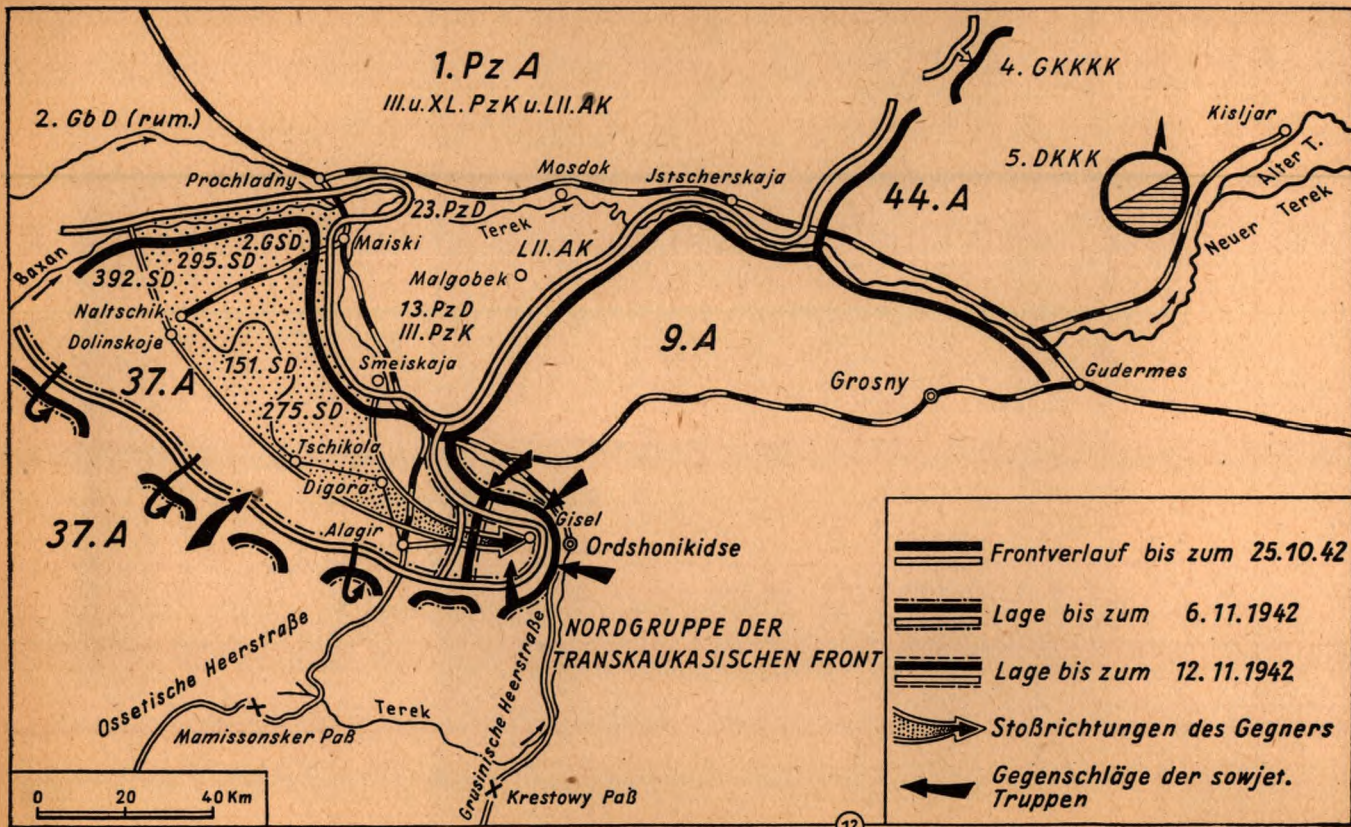 1. Pz A
III. u. XL. PzK u. LII. AK
2. GbD (rum.)
4. GKKKK
Kisljar
5. DKKK
Alter T.
Neuer Terek
Prochladny
Mosdok
Jstscherskaja
44. A
23. PzD
Terek
LII. AK
2. GSD
Maiski
Baxan
295. SD
392. SD
Malgobek
Naltschik
Dolinskoje
13. PzD
III. PzK
9. A
37. A
151. SD
Smeiskaja
Grosny
Gudermes
275. SD
Tschikola
Digora
37. A
Alagir
Gisel
Ordshonikidse
NORDGRUPPE DER
TRANSKAUKASISCHEN FRONT
Ossetische Heerstraße
Mamissonsker Paß
Terek
Grusinische Heerstraße
Krestowy Paß
0 20 40 Km
Frontverlauf bis zum 25.10.42
Lage bis zum 6.11.1942
Lage bis zum 12.11.1942
Stoßrichtungen des Gegners
Gegenschläge der sowjet.
Truppen
12